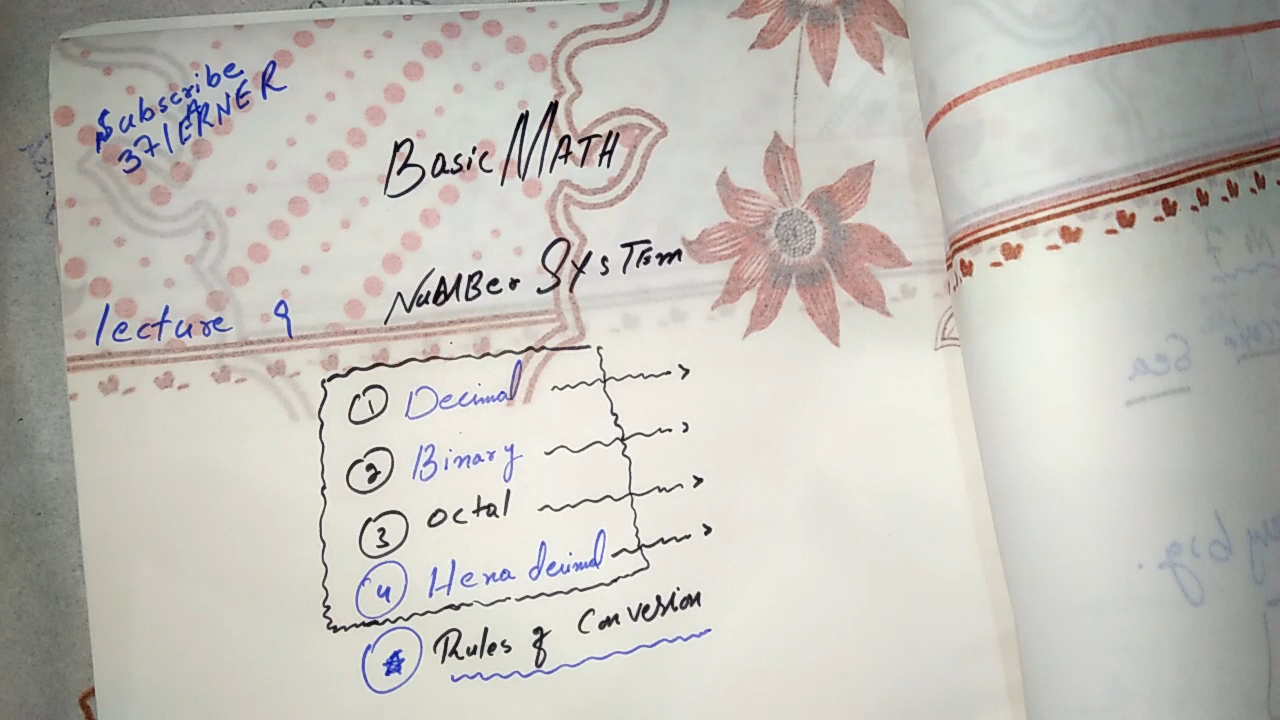 Subscribe
37LEARNER
Basic MATH
NuMBer SYsTEm
lecture 9
1 Decimal
2 Binary
3 octal
4 Hexa decimal
Rules of Conversion